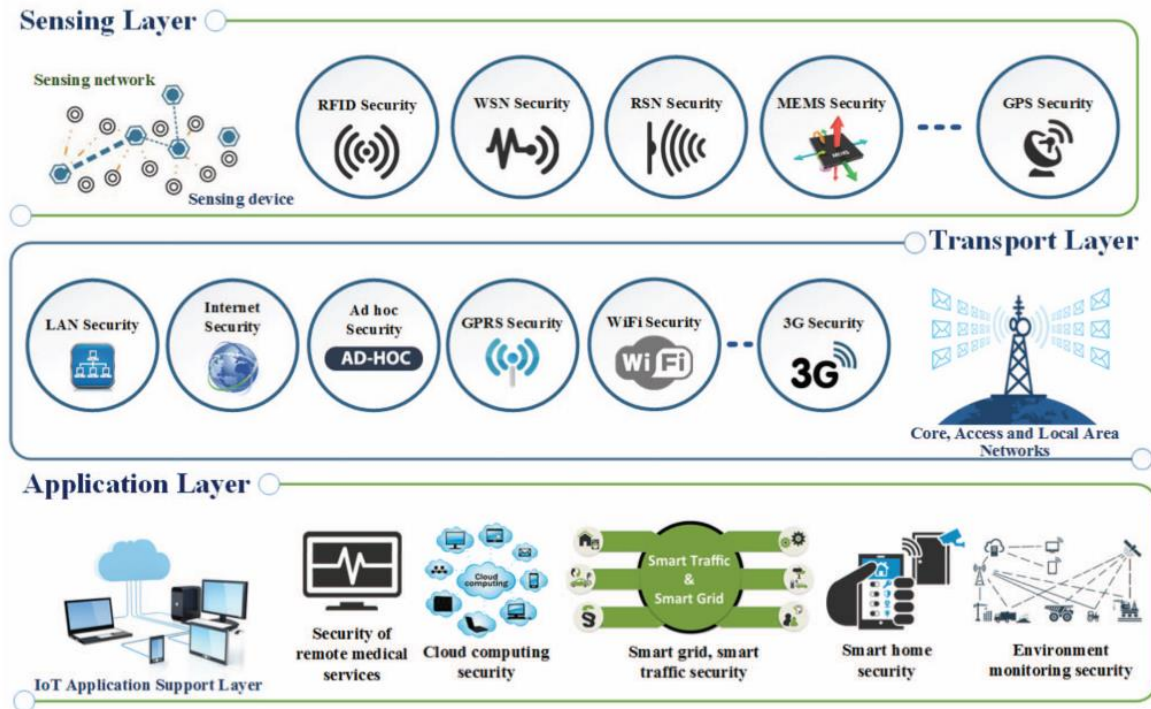 Sensing Layer
Sensing network
Sensing device
RFID Security
WSN Security
RSN Security
MEMS Security
MEMS
GPS Security
Transport Layer
LAN Security
Internet
Security
Ad hoc
Security
AD-HOC
GPRS Security
WiFi Security
WiFi
3G Security
3G
Core, Access and Local Area
Networks
Application Layer
IoT Application Support Layer
Security of
remote medical
services
Cloud
computing
Cloud computing
security
Smart Traffic
&
Smart Grid
Smart grid, smart
traffic security
Smart home
security
Environment
monitoring security